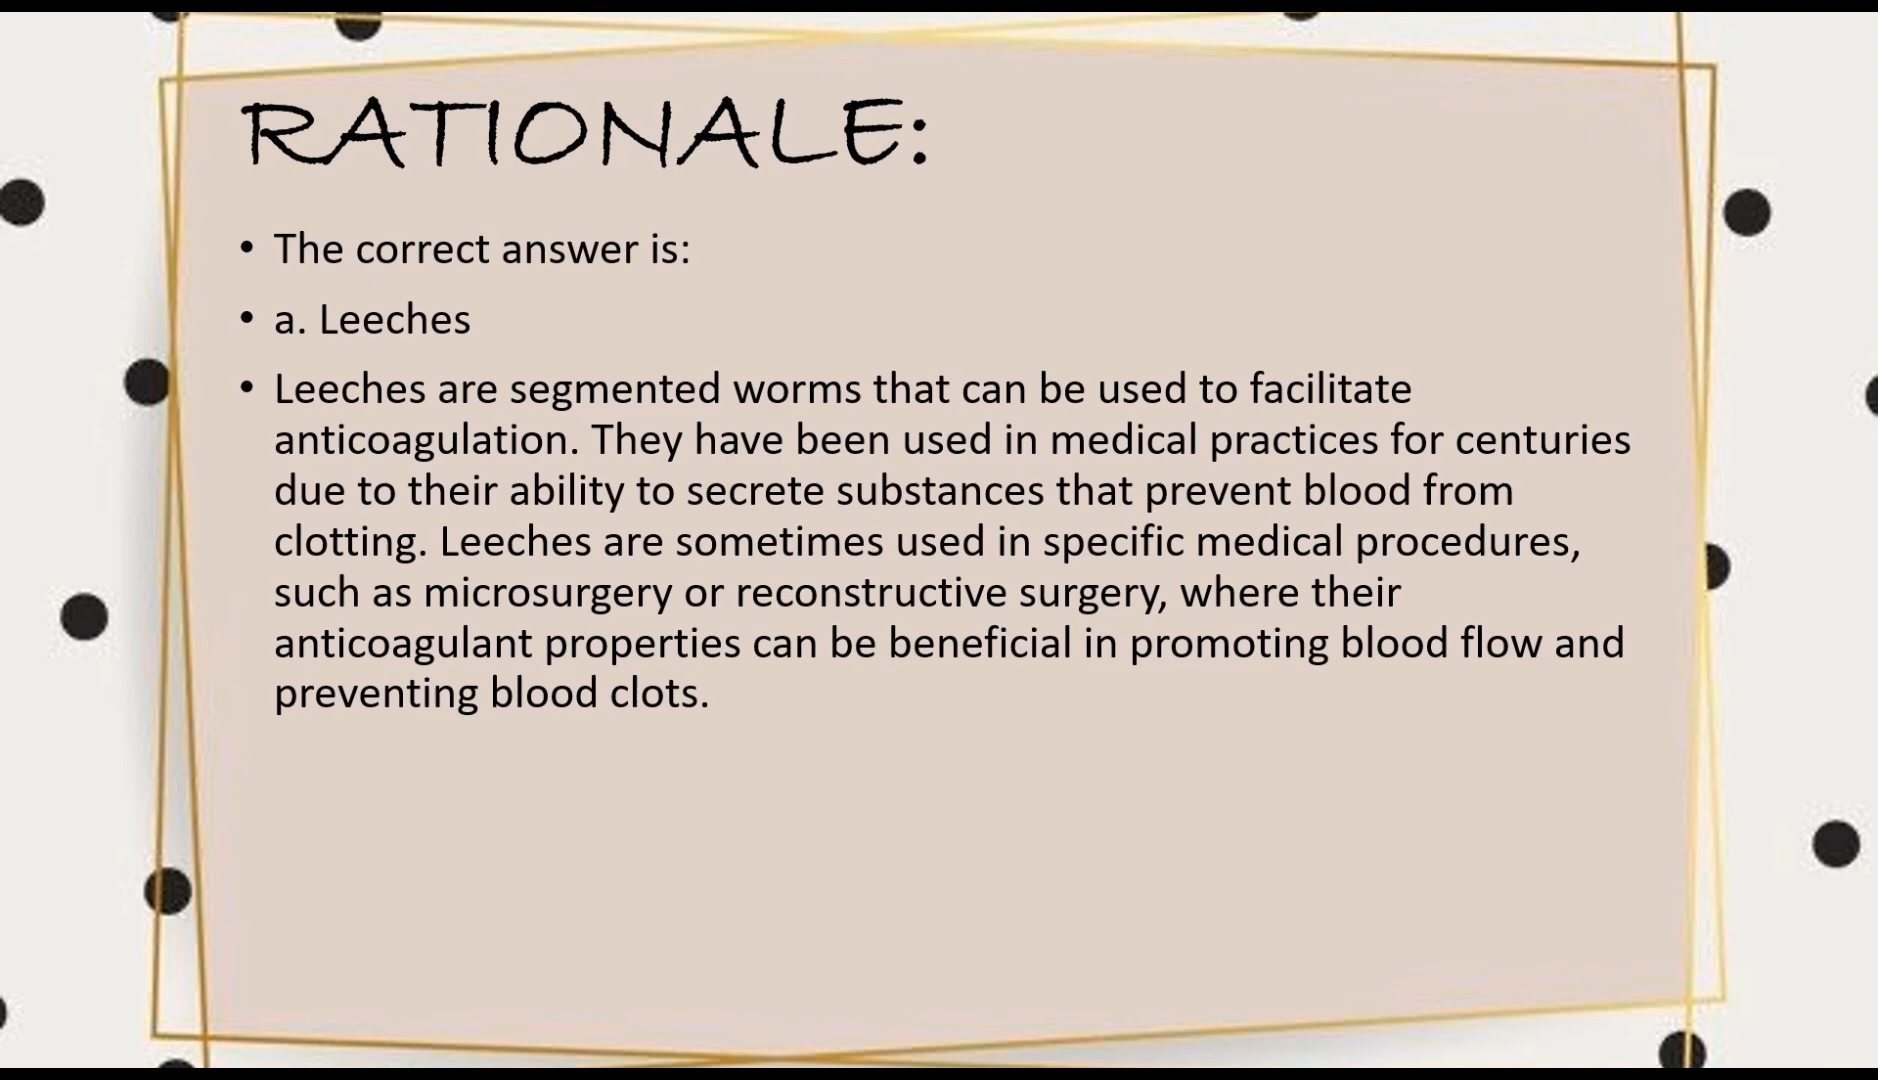 RATIONALE:
• The correct answer is:
• a. Leeches
• Leeches are segmented worms that can be used to facilitate
anticoagulation. They have been used in medical practices for centuries
due to their ability to secrete substances that prevent blood from
clotting. Leeches are sometimes used in specific medical procedures,
such as microsurgery or reconstructive surgery, where their
anticoagulant properties can be beneficial in promoting blood flow and
preventing blood clots.